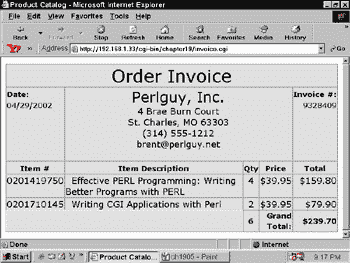 Product Catalog - Microsoft Internet Explorer
File Edit View Favorites Tools Help
Back Stop Refresh Home Search Favorites Media History
Address http://192.168.1.33/cgi-bin/chapter19/invoice.cgi Go
Order Invoice
Date: Perlguy, Inc. Invoice #:
04/29/2002 4 Brae Burn Court 9328409
St. Charles, MO 63303
(314) 555-1212
brent@perlguy.net
Item # Item Description Qty Price Total
0201419750 Effective PERL Programming: Writing 4 $39.95 $159.80
Better Programs with PERL
0201710145 Writing CGI Applications with Perl 2 $39.95 $79.90
6 Grand Total: $239.70
Done Internet
Start Product Catalo... ch1905 - Paint 9:17 PM